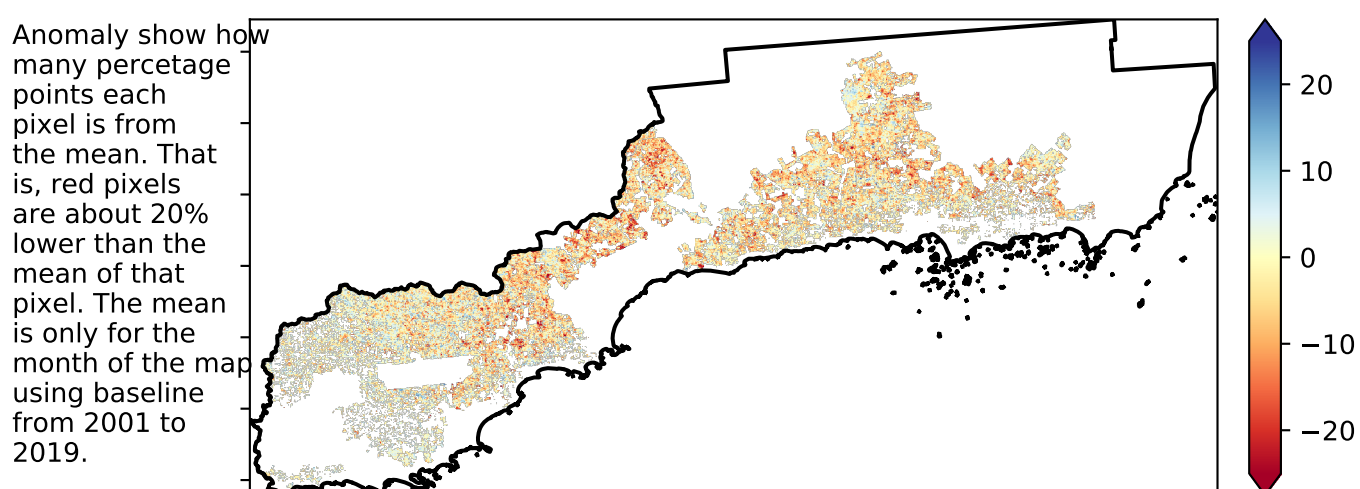 Anomaly show how
many percetage
points each
pixel is from
the mean. That
is, red pixels
are about 20%
lower than the
mean of that
pixel. The mean
is only for the
month of the map
using baseline
from 2001 to
2019.
20
10
0
−10
−20